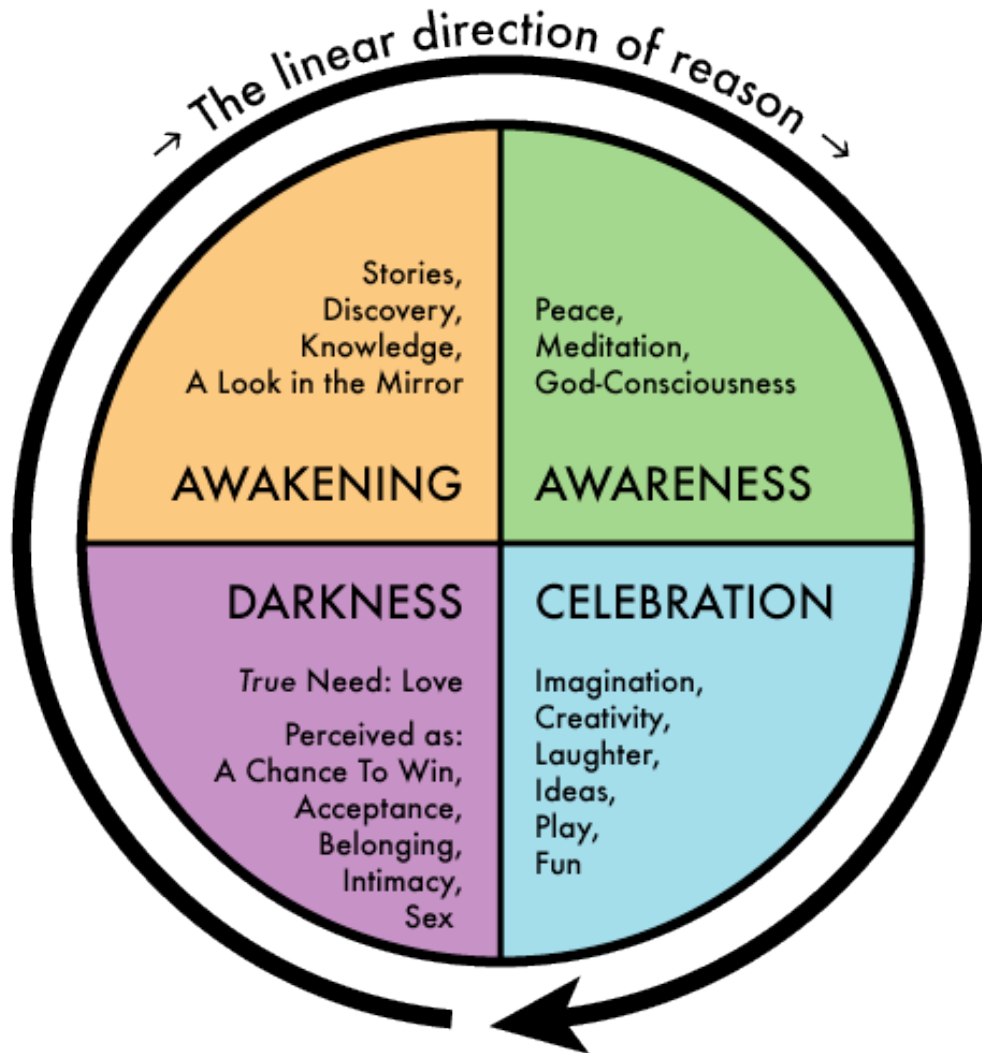 → The linear direction of reason →
Stories,
Discovery,
Knowledge,
A Look in the Mirror
AWAKENING
Peace,
Meditation,
God-Consciousness
AWARENESS
DARKNESS
True Need: Love
Perceived as:
A Chance To Win,
Acceptance,
Belonging,
Intimacy,
Sex
CELEBRATION
Imagination,
Creativity,
Laughter,
Ideas,
Play,
Fun